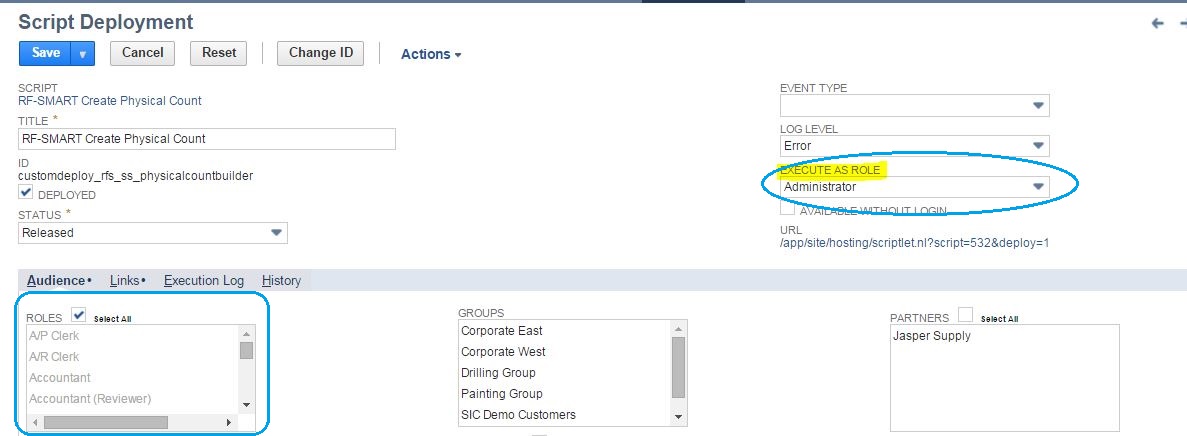 Script Deployment
Save Cancel Reset Change ID Actions
SCRIPT
RF-SMART Create Physical Count
TITLE *
RF-SMART Create Physical Count
ID
customdeploy_rfs_ss_physicalcountbuilder
DEPLOYED
STATUS *
Released
EVENT TYPE
LOG LEVEL
Error
EXECUTE AS ROLE
Administrator
AVAILABLE WITHOUT LOGIN
URL
/app/site/hosting/scriptlet.nl?script=532&deploy=1
Audience • Links • Execution Log History
ROLES Select All
A/P Clerk
A/R Clerk
Accountant
Accountant (Reviewer)
GROUPS
Corporate East
Corporate West
Drilling Group
Painting Group
SIC Demo Customers
PARTNERS Select All
Jasper Supply